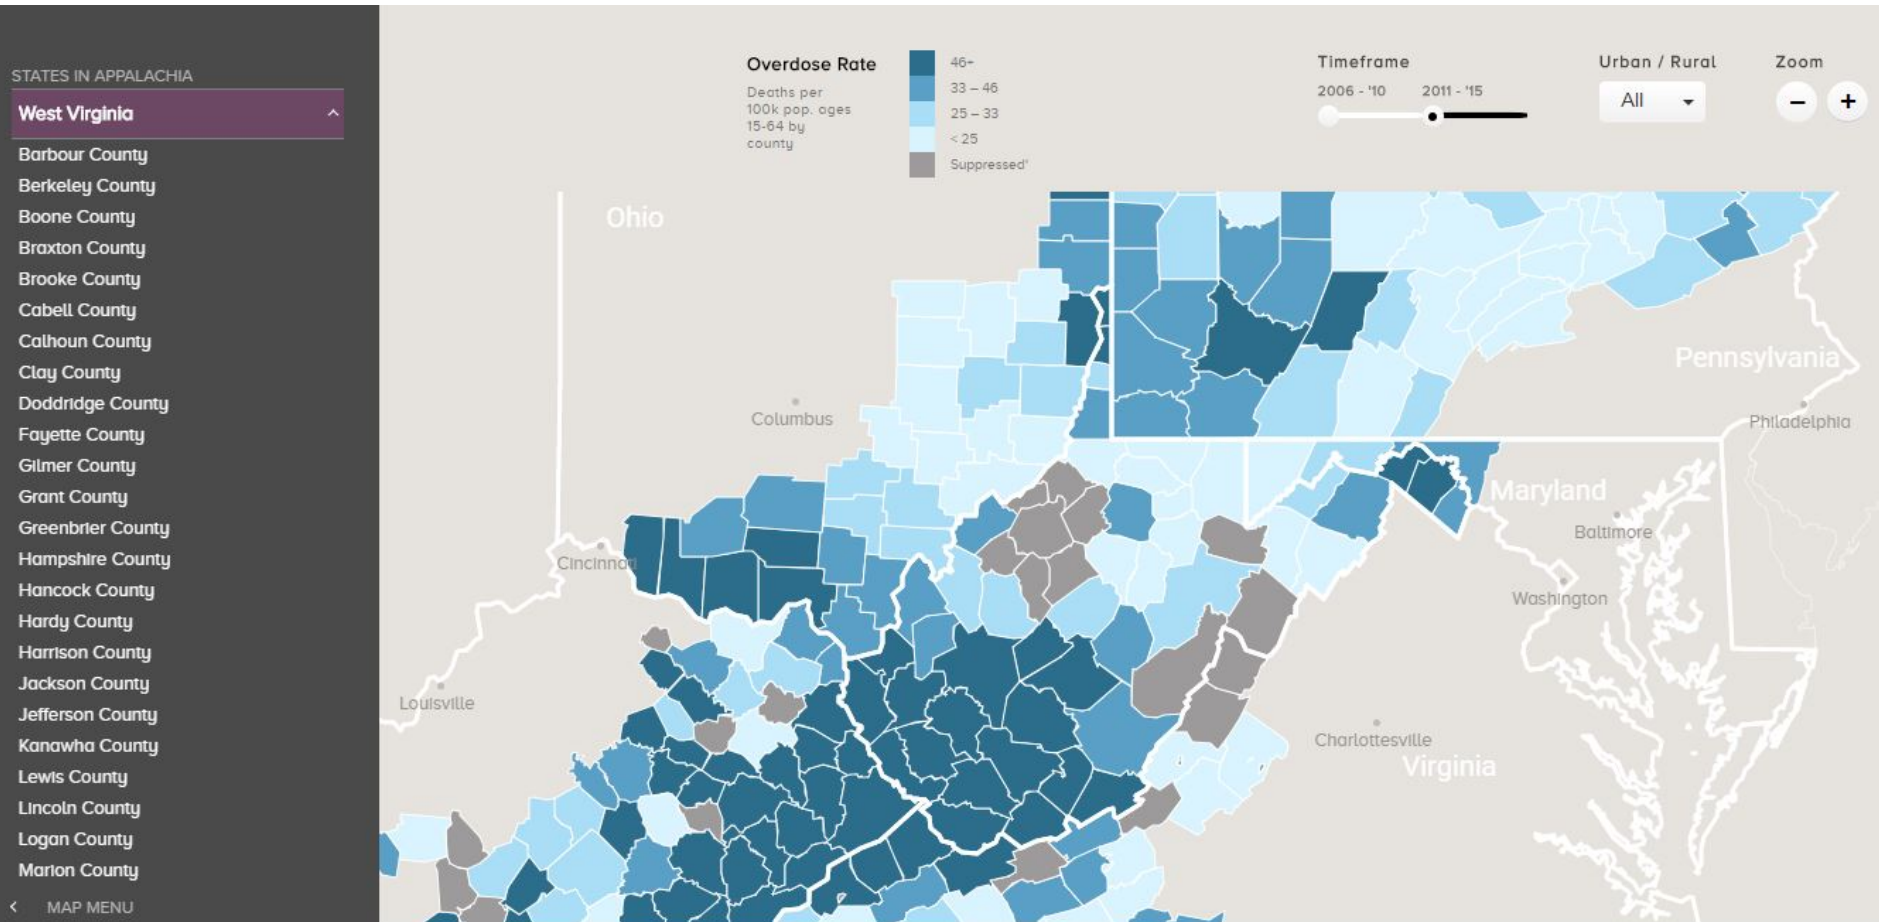 STATES IN APPALACHIA
West Virginia
Barbour County
Berkeley County
Boone County
Braxton County
Brooke County
Cabell County
Calhoun County
Clay County
Doddridge County
Fayette County
Gilmer County
Grant County
Greenbrier County
Hampshire County
Hancock County
Hardy County
Harrison County
Jackson County
Jefferson County
Kanawha County
Lewis County
Lincoln County
Logan County
Marion County
< MAP MENU
Overdose Rate
Deaths per
100k pop. ages
15-64 by
county
46+
33 – 46
25 – 33
< 25
Suppressed'
Timeframe
2006 - '10 2011 - '15
Urban / Rural
All
Zoom
− +
Ohio
Pennsylvania
Columbus
Philadelphia
Maryland
Baltimore
Cincinnati
Washington
Louisville
Charlottesville
Virginia